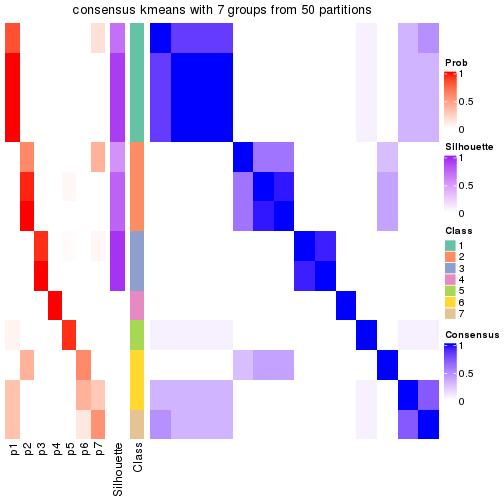 consensus kmeans with 7 groups from 50 partitions
Prob
1
0.5
0
Silhouette
1
0.5
0
Class
1
2
3
4
5
6
7
Consensus
1
0.5
0
p1
p2
p3
p4
p5
p6
p7
Silhouette
Class